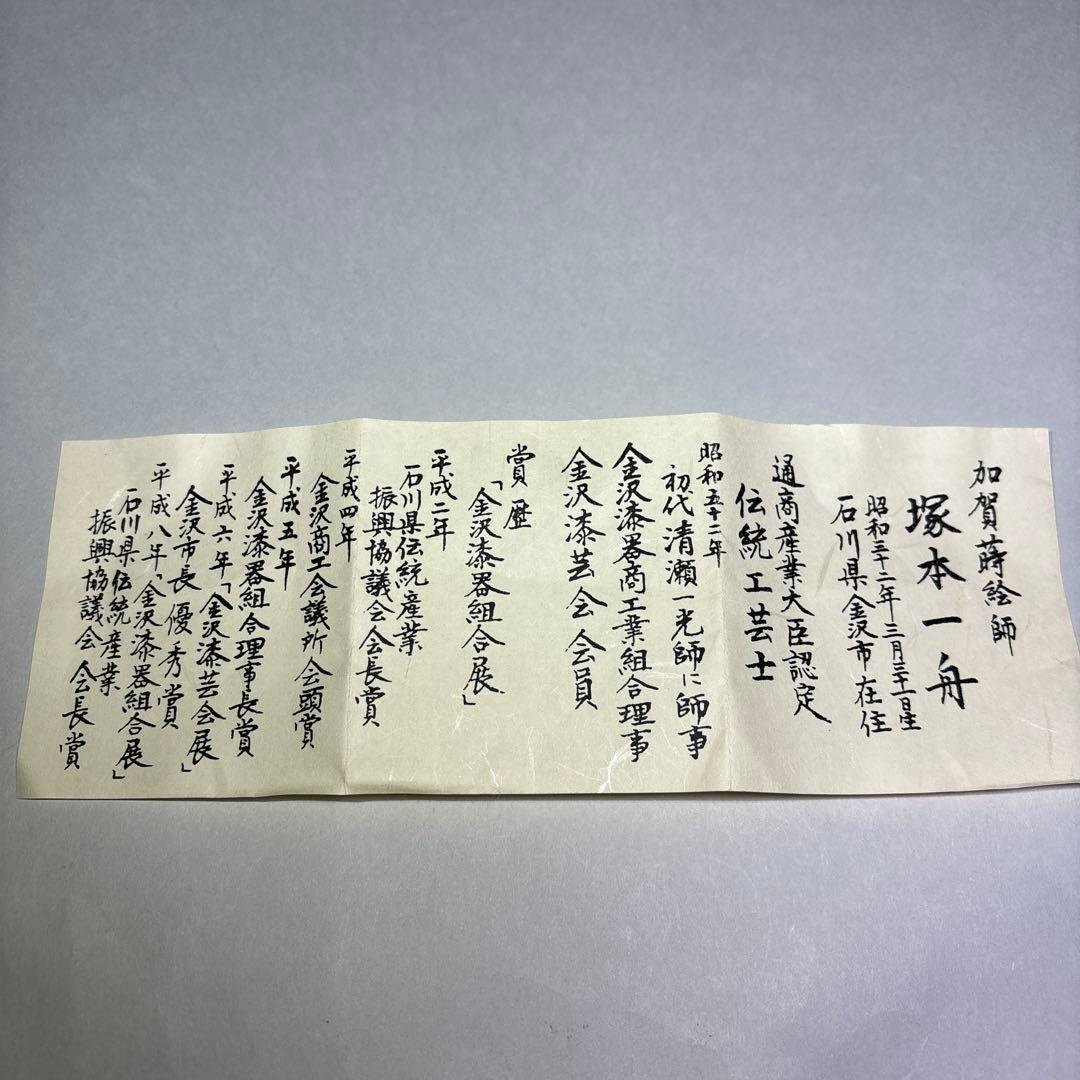 加賀蒔絵師
塚本一舟
昭和三十二年三月三十一日生
石川県金沢市在住
通商産業大臣認定
伝統工芸士
昭和五十二年
初代清瀬一光師に師事
金沢漆器商工業組合理事
金沢漆芸会会員
賞歴
「金沢漆器組合展」
平成二年
石川県伝統産業
振興協議会会長賞
平成四年
金沢商工会議所会頭賞
平成五年
金沢漆器組合理事長賞
平成六年「金沢漆芸会展」
金沢市長優秀賞
平成八年「金沢漆器組合展」
石川県伝統産業
振興協議会会長賞